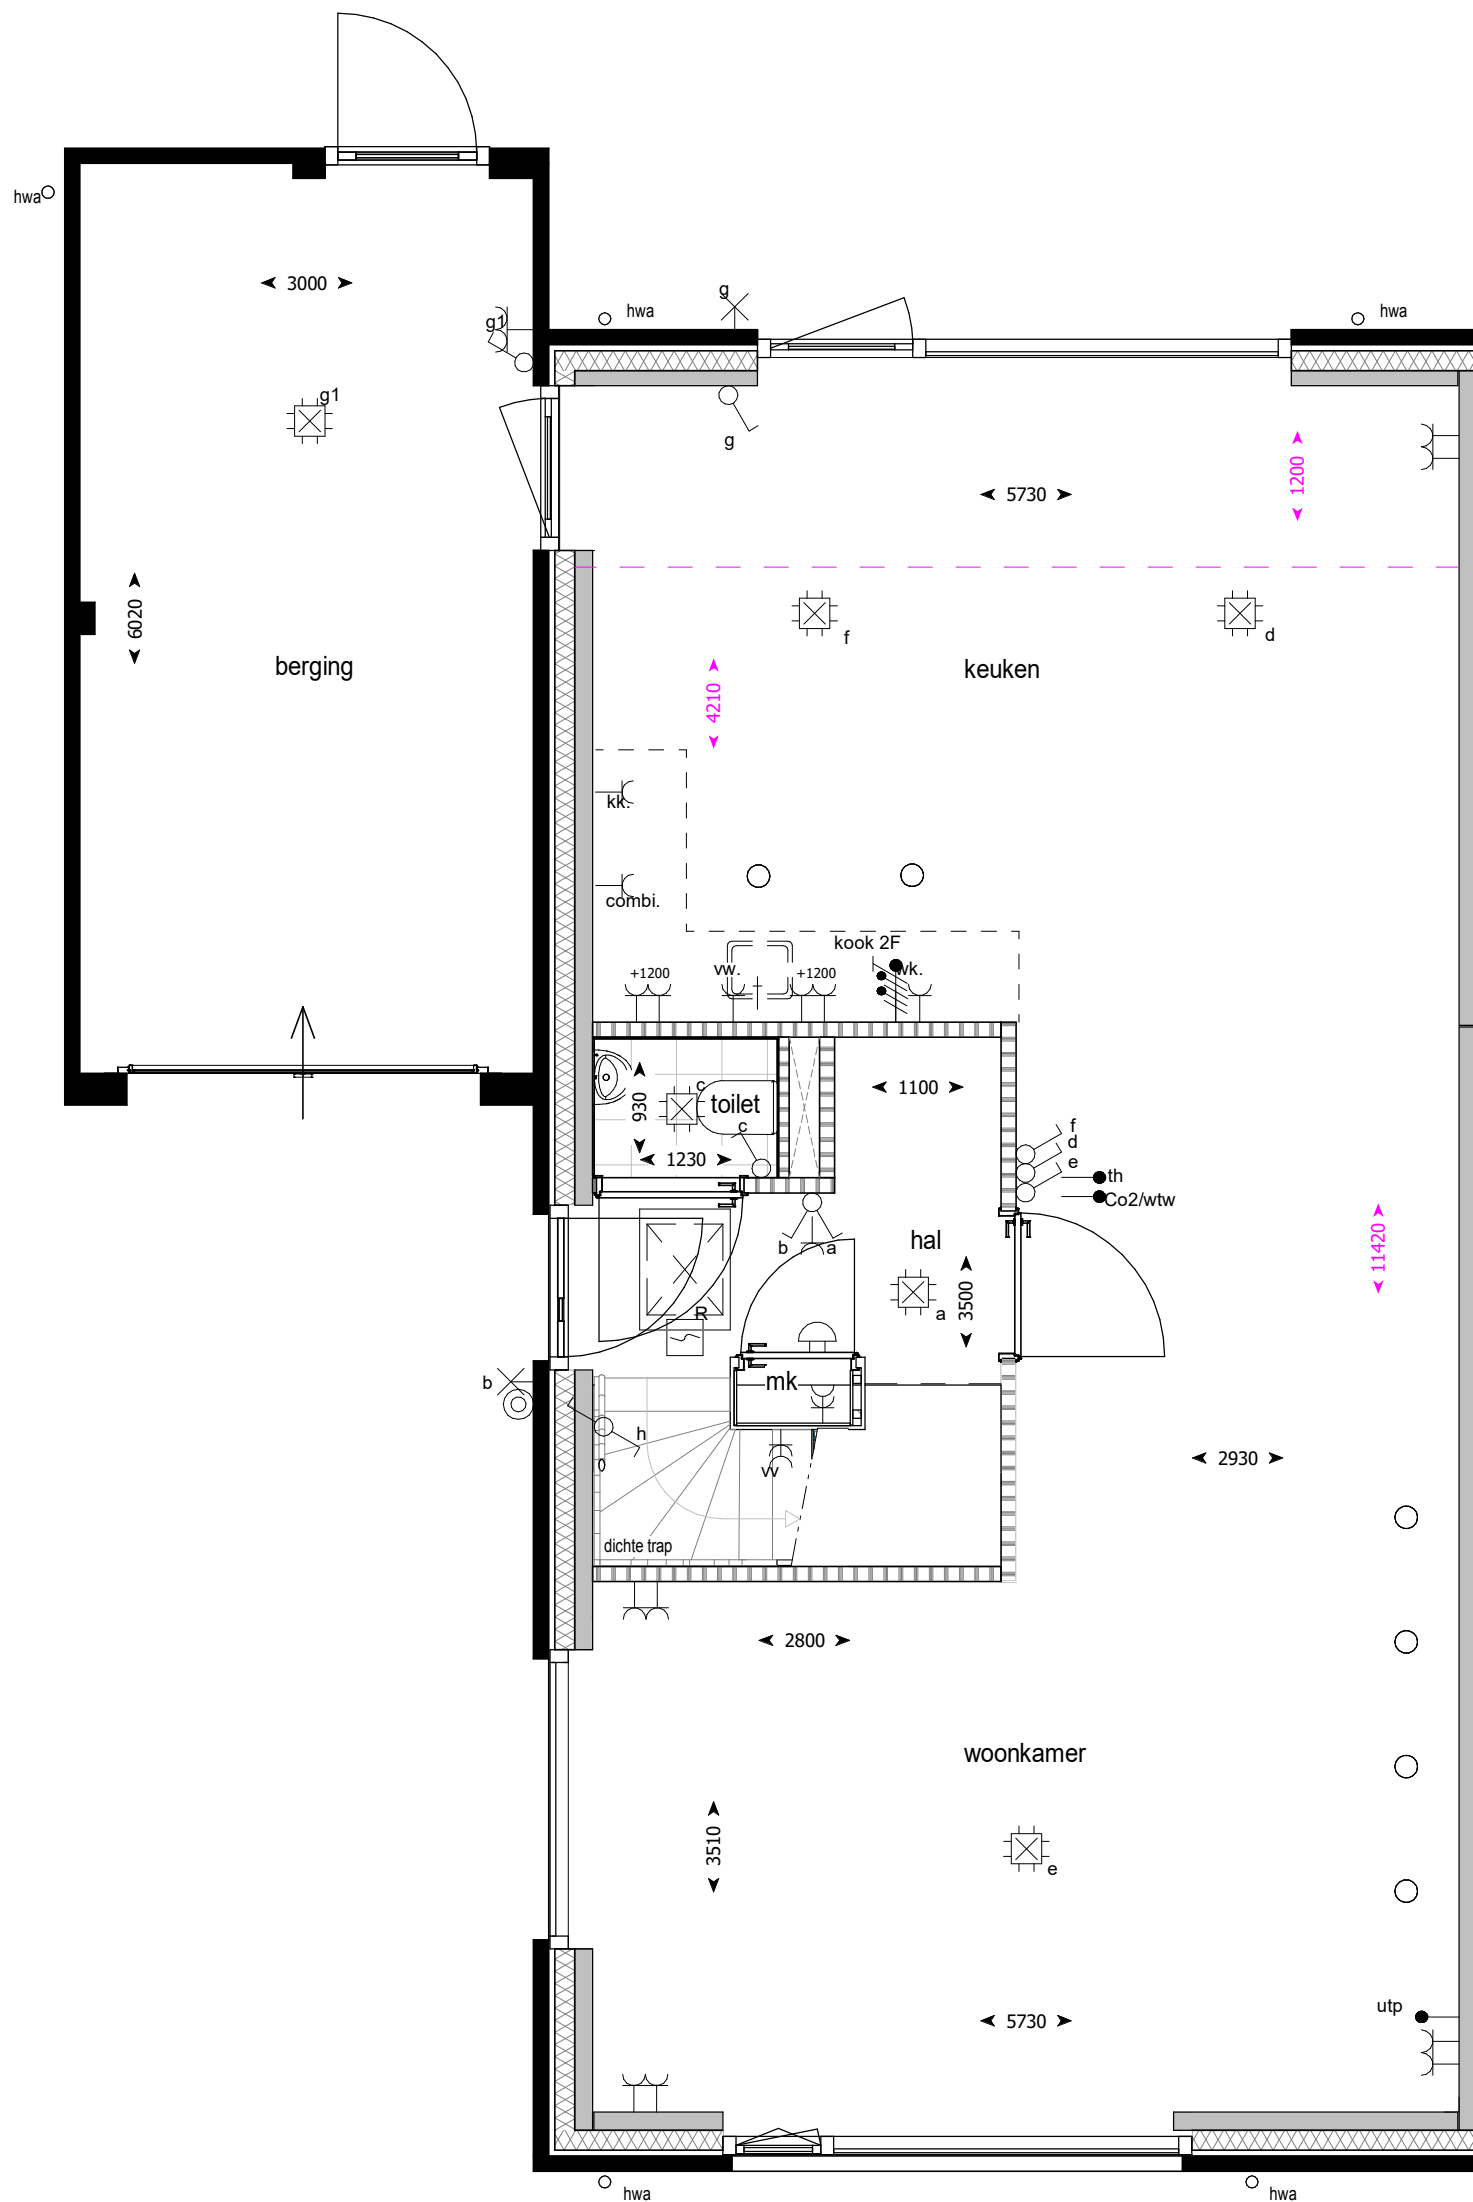 hwa
3000
g1
g1
g
hwa
hwa
g
5730
1200
6020
berging
f
d
4210
keuken
kk.
combi.
kook 2F
+1200
vw.
+1200
wk.
930
c
toilet
c
1230
1100
f
d
e
th
Co2/wtw
b
a
hal
3500
a
11420
R
b
mk
h
0
vv
dichte trap
2930
2800
woonkamer
3510
e
utp
5730
hwa
hwa